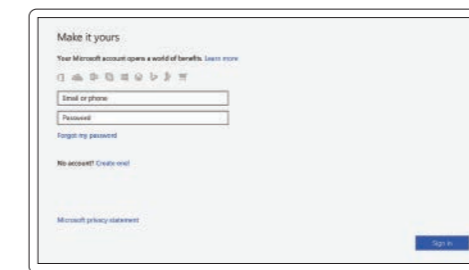 Make it yours
Your Microsoft account opens a world of benefits. Learn more
Email or phone
Password
Forgot my password
No account? Create one!
Microsoft privacy statement
Sign in